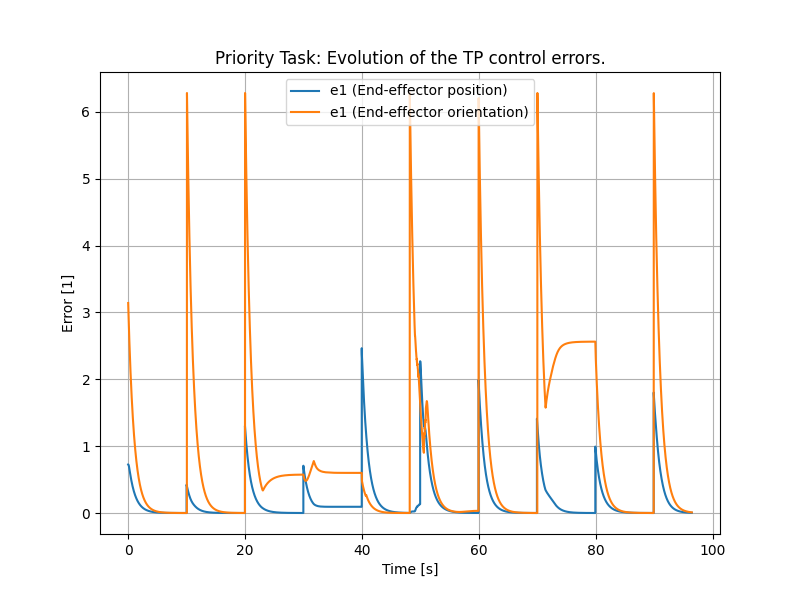 Priority Task: Evolution of the TP control errors.
e1 (End-effector position)
e1 (End-effector orientation)
Error [1]
6
5
4
3
2
1
0
0 20 40 60 80 100
Time [s]